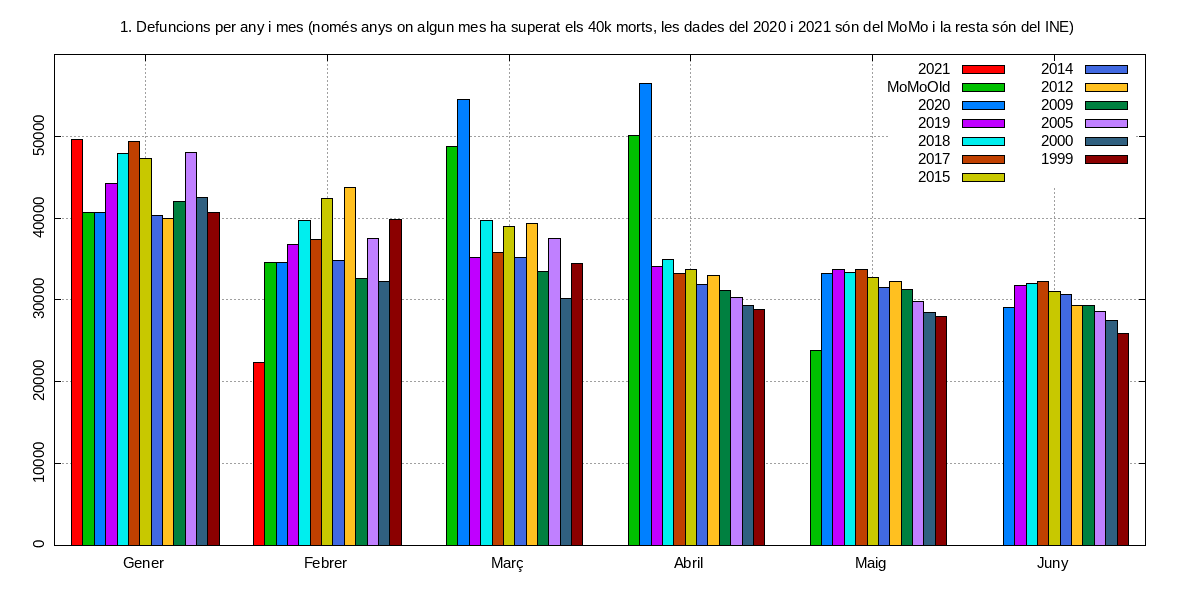 1. Defuncions per any i mes (només anys on algun mes ha superat els 40k morts, les dades del 2020 i 2021 són del MoMo i la resta són del INE)
2021
MoMoOld
2020
2019
2018
2017
2015
2014
2012
2009
2005
2000
1999
50000
40000
30000
20000
10000
0
Gener
Febrer
Març
Abril
Maig
Juny